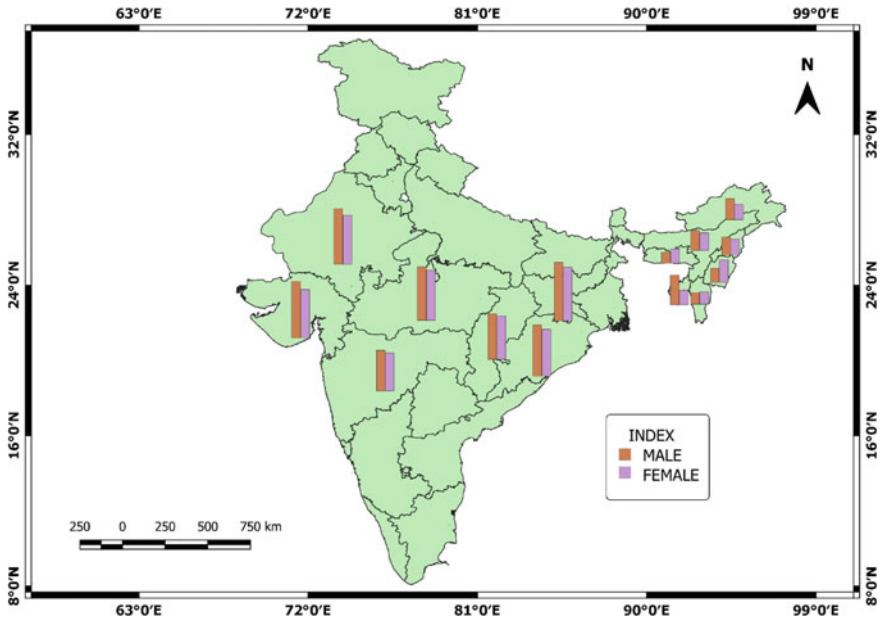 63°0′E 72°0′E 81°0′E 90°0′E 99°0′E
N
32°0′N 32°0′N
24°0′N 24°0′N
16°0′N 16°0′N
INDEX
MALE
FEMALE
250 0 250 500 750 km
8°0′N 8°0′N
63°0′E 72°0′E 81°0′E 90°0′E 99°0′E